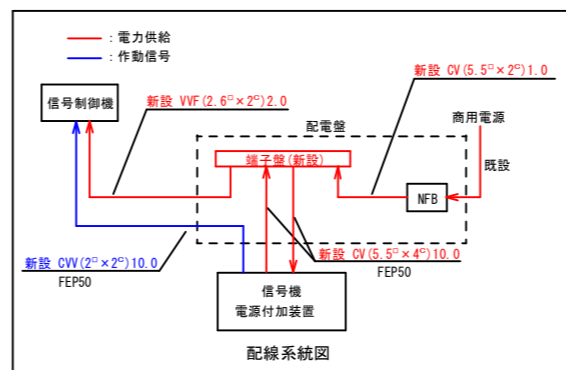 ：電力供給
：作動信号
信号制御機
新設 VVF(2.6□×2C)2.0
新設 CV(5.5□×2C)1.0
配電盤
商用電源
端子盤(新設)
既設
NFB
新設 CVV(2□×2C)10.0
FEP50
新設 CV(5.5□×4C)10.0
FEP50
信号機
電源付加装置
配線系統図